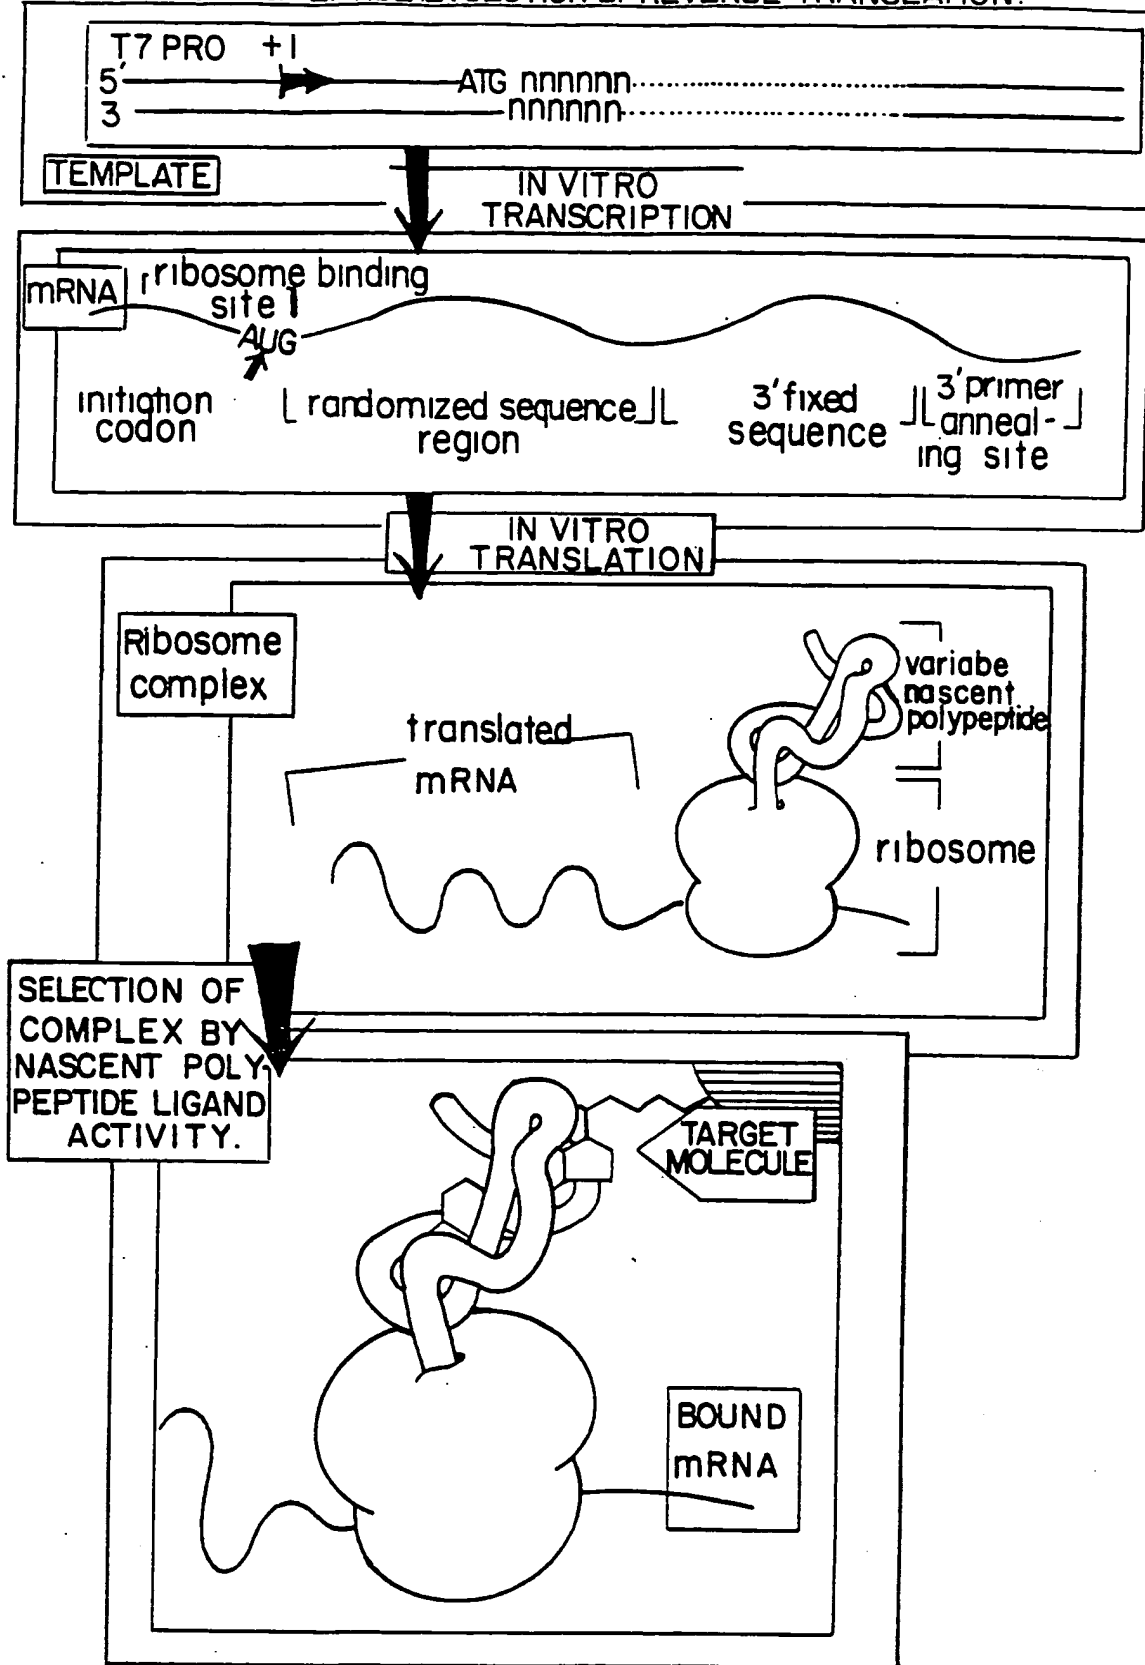 REVERSE TRANSLATION.
T7 PRO +1
5' ATG nnnnnn
3 nnnnnn
TEMPLATE
IN VITRO
TRANSCRIPTION
mRNA
ribosome binding
site
AUG
initiation
codon
randomized sequence
region
3' fixed
sequence
3' primer
anneal-
ing site
IN VITRO
TRANSLATION
Ribosome
complex
translated
mRNA
variabe
nascent
polypeptide
ribosome
SELECTION OF
COMPLEX BY
NASCENT POLY-
PEPTIDE LIGAND
ACTIVITY.
TARGET
MOLECULE
BOUND
mRNA